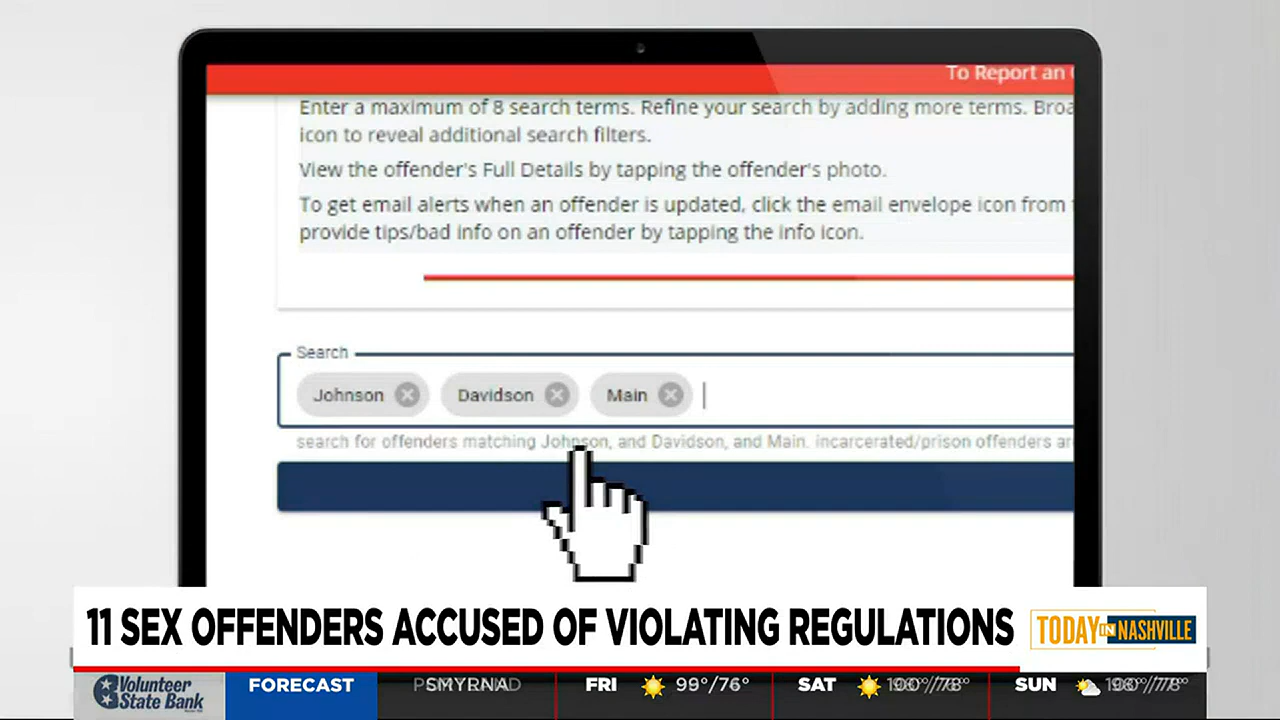 To Report an
Enter a maximum of 8 search terms. Refine your search by adding more terms. Broa
icon to reveal additional search filters.
View the offender's Full Details by tapping the offender's photo.
To get email alerts when an offender is updated, click the email envelope icon from
provide tips/bad info on an offender by tapping the info icon.
Search
Johnson Davidson Main
search for offenders matching Johnson, and Davidson, and Main. incarcerated/prison offenders ar
11 SEX OFFENDERS ACCUSED OF VIOLATING REGULATIONS
TODAY IN NASHVILLE
Volunteer
State Bank
FORECAST SMYRNA FRI 99°/76° SAT SUN